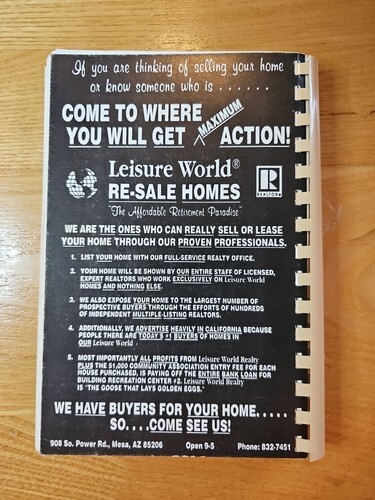 If you are thinking of selling your home
or know someone who is ......
COME TO WHERE
YOU WILL GET MAXIMUM ACTION!
Leisure World®
RE-SALE HOMES
"The Affordable Retirement Paradise"
R
REALTOR®
WE ARE THE ONES WHO CAN REALLY SELL OR LEASE
YOUR HOME THROUGH OUR PROVEN PROFESSIONALS.
1. LIST YOUR HOME WITH OUR FULL-SERVICE REALTY OFFICE.
2. YOUR HOME WILL BE SHOWN BY OUR ENTIRE STAFF OF LICENSED,
EXPERT REALTORS WHO WORK EXCLUSIVELY ON Leisure World
HOMES AND NOTHING ELSE.
3. WE ALSO EXPOSE YOUR HOME TO THE LARGEST NUMBER OF
PROSPECTIVE BUYERS THROUGH THE EFFORTS OF HUNDREDS
OF INDEPENDENT MULTIPLE-LISTING REALTORS.
4. ADDITIONALLY, WE ADVERTISE HEAVILY IN CALIFORNIA BECAUSE
PEOPLE THERE ARE TODAY'S #1 BUYERS OF HOMES IN
OUR Leisure World.
5. MOST IMPORTANTLY ALL PROFITS FROM Leisure World Realty
PLUS THE $1,000 COMMUNITY ASSOCIATION ENTRY FEE FOR EACH
HOUSE PURCHASED, IS PAYING OFF THE ENTIRE BANK LOAN FOR
BUILDING RECREATION CENTER #2. Leisure World Realty
IS "THE GOOSE THAT LAYS GOLDEN EGGS."
WE HAVE BUYERS FOR YOUR HOME.....
SO....COME SEE US!
908 So. Power Rd., Mesa, AZ 85206 Open 9-5 Phone: 832-7451